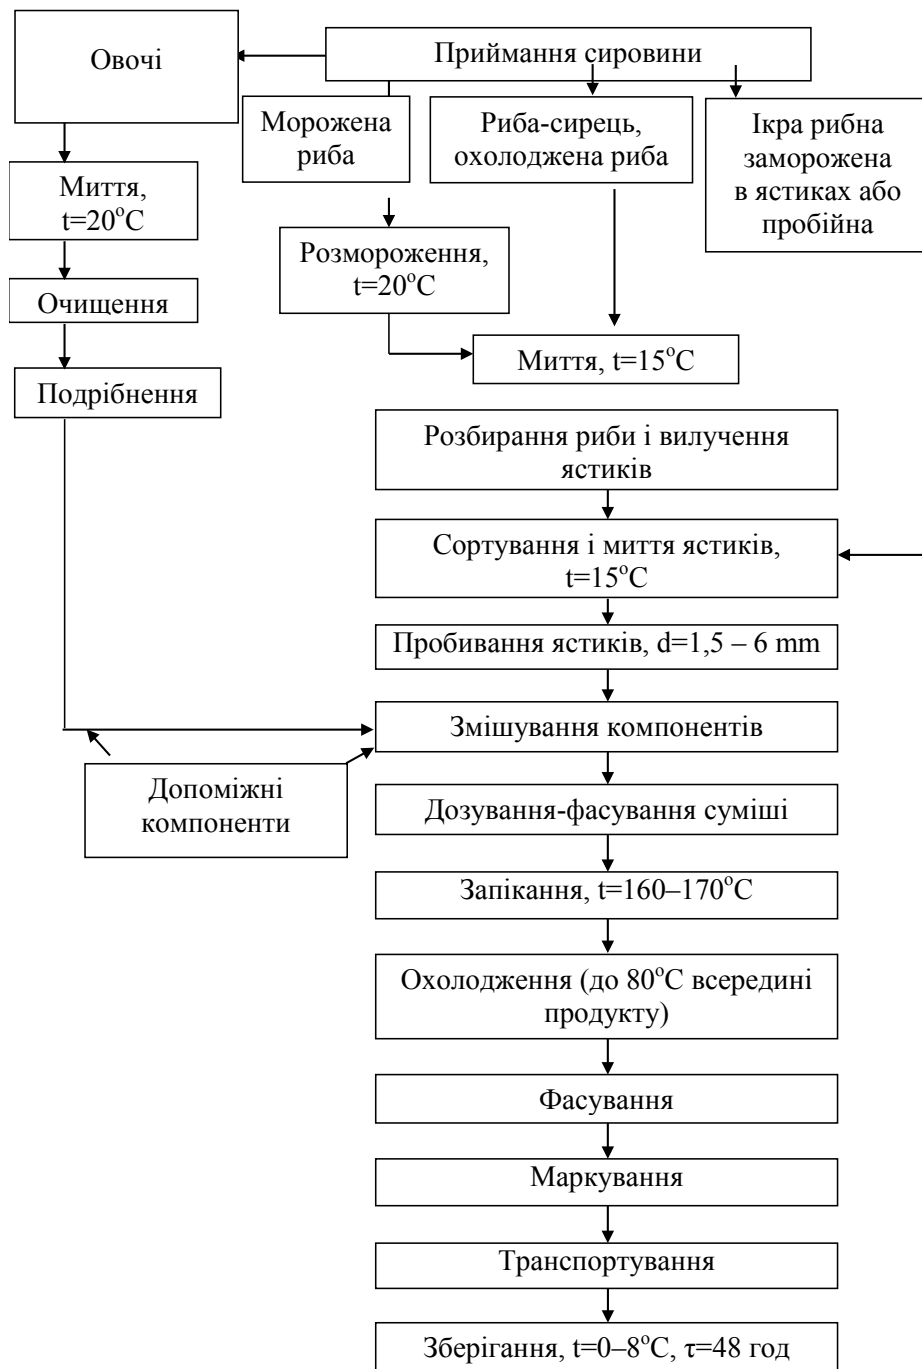 Овочі
Приймання сировини
Морожена
риба
Риба-сирець,
охолоджена риба
Ікра рибна
заморожена
в ястиках або
пробійна
Миття,
t=20°C
Розмороження,
t=20°C
Очищення
Миття, t=15°C
Подрібнення
Розбирання риби і вилучення
ястиків
Сортування і миття ястиків,
t=15°C
Пробивання ястиків, d=1,5 – 6 mm
Змішування компонентів
Допоміжні
компоненти
Дозування-фасування суміші
Запікання, t=160–170°C
Охолодження (до 80°C всередині
продукту)
Фасування
Маркування
Транспортування
Зберігання, t=0–8°C, τ=48 год